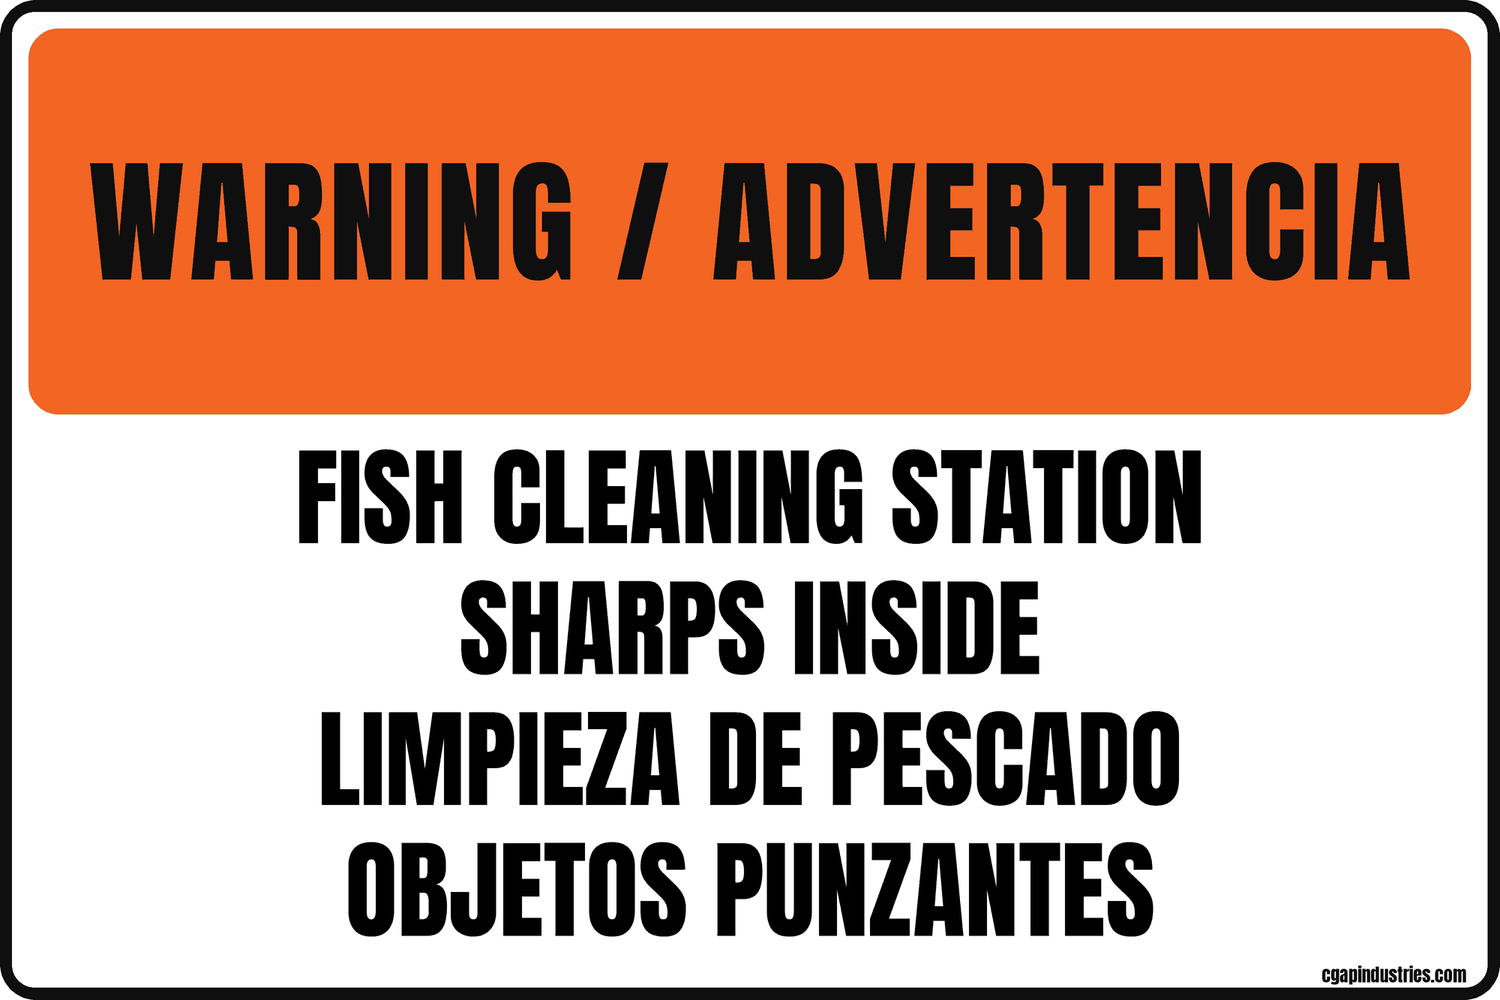 WARNING / ADVERTENCIA
FISH CLEANING STATION
SHARPS INSIDE
LIMPIEZA DE PESCADO
OBJETOS PUNZANTES
cgapindustries.com